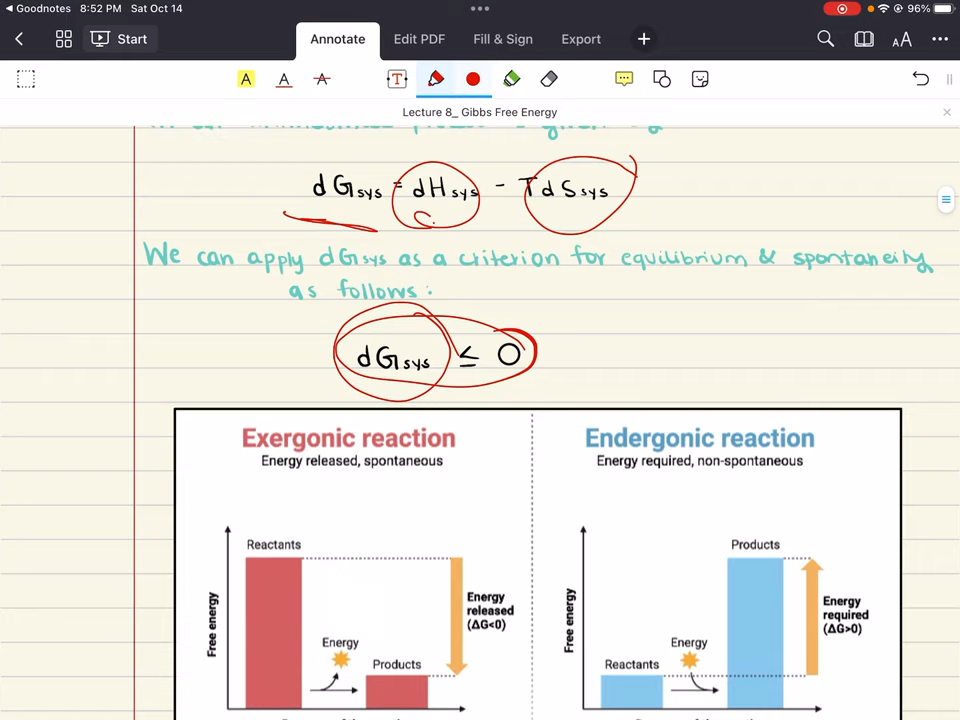 Goodnotes 8:52 PM Sat Oct 14 96%
Start Annotate Edit PDF Fill & Sign Export
A A A T AA
Lecture 8_ Gibbs Free Energy
dGsys = dHsys - TdSsys
We can apply dGsys as a criterion for equilibrium & spontaneity
as follows:
dGsys ≤ 0
Exergonic reaction
Energy released, spontaneous
Reactants
Free energy
Energy
Products
Energy
released
(ΔG<0)
Endergonic reaction
Energy required, non-spontaneous
Products
Free energy
Reactants
Energy
Energy
required
(ΔG>0)